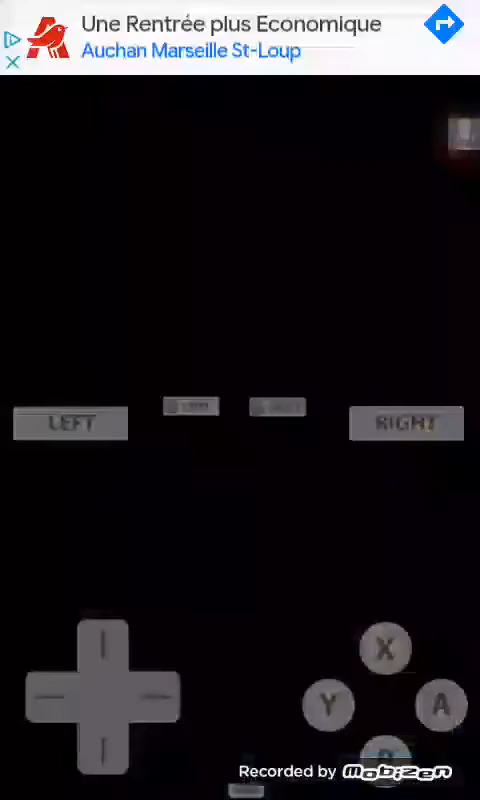 Une Rentrée plus Economique
Auchan Marseille St-Loup
LEFT
RIGHT
X
Y
A
Recorded by Mobizen